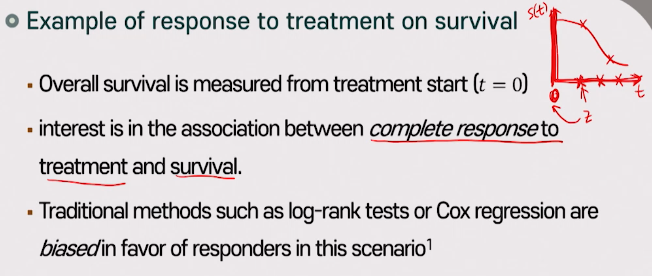 Example of response to treatment on survival
S(t)
Overall survival is measured from treatment start (t = 0)
t
0
z
interest is in the association between complete response to
treatment and survival.
Traditional methods such as log-rank tests or Cox regression are
biased in favor of responders in this scenario¹